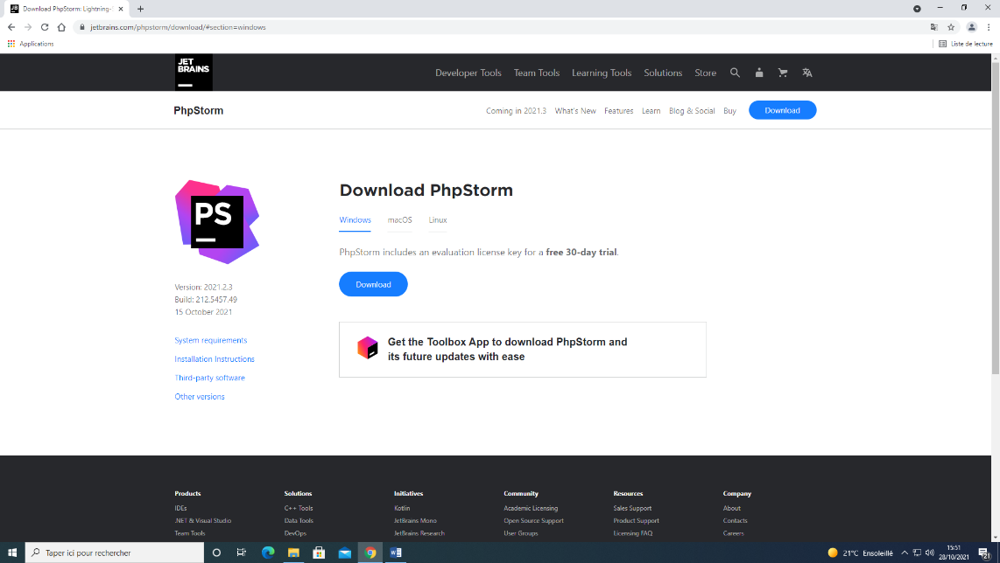 Download PhpStorm: Lightning-S
jetbrains.com/phpstorm/download/#section=windows
Applications
Liste de lecture
JET
BRAINS
Developer Tools Team Tools Learning Tools Solutions Store
PhpStorm
Coming in 2021.3 What's New Features Learn Blog & Social Buy Download
PS
Download PhpStorm
Windows macOS Linux
PhpStorm includes an evaluation license key for a free 30-day trial.
Download
Version: 2021.2.3
Build: 212.5457.49
15 October 2021
System requirements
Installation Instructions
Third-party software
Other versions
Get the Toolbox App to download PhpStorm and
its future updates with ease
Products Solutions Initiatives Community Resources Company
IDEs C++ Tools Kotlin Academic Licensing Sales Support About
.NET & Visual Studio Data Tools JetBrains Mono Open Source Support Product Support Contacts
Team Tools DevOps JetBrains Research User Groups Licensing FAQ Careers
Taper ici pour rechercher
21°C Ensoleillé
15:51
28/10/2021
21